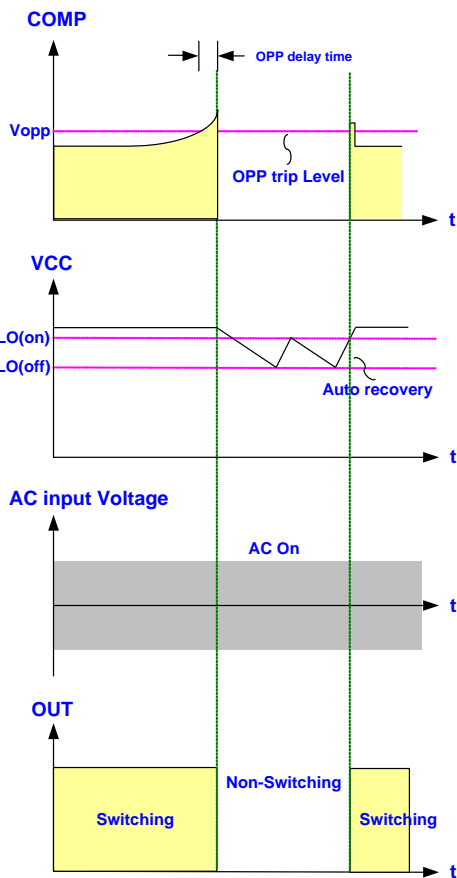 COMP
OPP delay time
Vopp
OPP trip Level
t
VCC
LO(on)
LO(off)
Auto recovery
t
AC input Voltage
AC On
t
OUT
Non-Switching
Switching
Switching
t